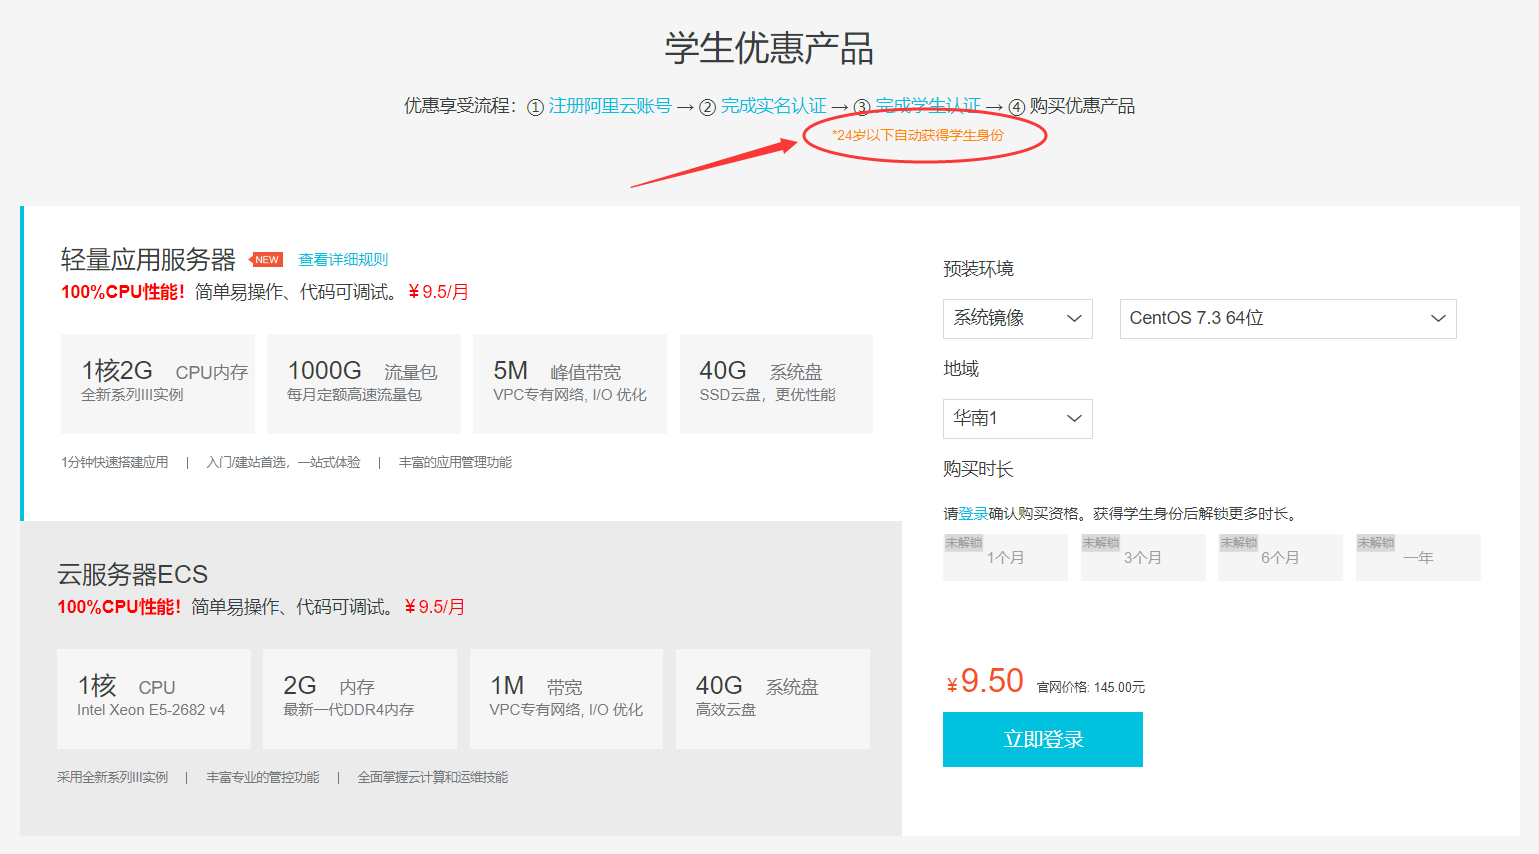 学生优惠产品
优惠享受流程：① 注册阿里云账号 → ② 完成实名认证 → ③ 完成学生认证 → ④ 购买优惠产品
*24岁以下自动获得学生身份
轻量应用服务器 NEW 查看详细规则
100%CPU性能！简单易操作、代码可调试。￥9.5/月
1核2G CPU内存
全新系列III实例
1000G 流量包
每月定额高速流量包
5M 峰值带宽
VPC专有网络, I/O 优化
40G 系统盘
SSD云盘，更优性能
1分钟快速搭建应用 | 入门/建站首选，一站式体验 | 丰富的应用管理功能
云服务器ECS
100%CPU性能！简单易操作、代码可调试。￥9.5/月
1核 CPU
Intel Xeon E5-2682 v4
2G 内存
最新一代DDR4内存
1M 带宽
VPC专有网络, I/O 优化
40G 系统盘
高效云盘
采用全新系列III实例 | 丰富专业的管控功能 | 全面掌握云计算和运维技能
预装环境
系统镜像 CentOS 7.3 64位
地域
华南1
购买时长
请登录确认购买资格。获得学生身份后解锁更多时长。
未解锁 1个月
未解锁 3个月
未解锁 6个月
未解锁 一年
￥9.50 官网价格: 145.00元
立即登录